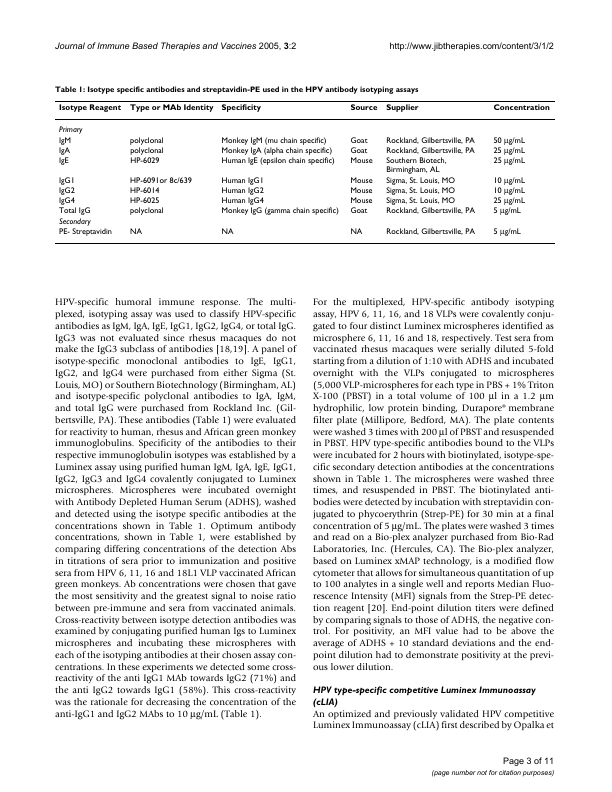 Journal of Immune Based Therapies and Vaccines 2005, 3:2 http://www.jibtherapies.com/content/3/1/2
Table 1: Isotype specific antibodies and streptavidin-PE used in the HPV antibody isotyping assays
Isotype Reagent Type or MAb Identity Specificity Source Supplier Concentration
Primary
IgM polyclonal Monkey IgM (mu chain specific) Goat Rockland, Gilbertsville, PA 50 μg/mL
IgA polyclonal Monkey IgA (alpha chain specific) Goat Rockland, Gilbertsville, PA 25 μg/mL
IgE HP-6029 Human IgE (epsilon chain specific) Mouse Southern Biotech, 25 μg/mL
Birmingham, AL
IgG1 HP-6091or 8c/639 Human IgG1 Mouse Sigma, St. Louis, MO 10 μg/mL
IgG2 HP-6014 Human IgG2 Mouse Sigma, St. Louis, MO 10 μg/mL
IgG4 HP-6025 Human IgG4 Mouse Sigma, St. Louis, MO 25 μg/mL
Total IgG polyclonal Monkey IgG (gamma chain specific) Goat Rockland, Gilbertsville, PA 5 μg/mL
Secondary
PE- Streptavidin NA NA NA Rockland, Gilbertsville, PA 5 μg/mL
HPV-specific humoral immune response. The multi-
plexed, isotyping assay was used to classify HPV-specific
antibodies as IgM, IgA, IgE, IgG1, IgG2, IgG4, or total IgG.
IgG3 was not evaluated since rhesus macaques do not
make the IgG3 subclass of antibodies [18,19]. A panel of
isotype-specific monoclonal antibodies to IgE, IgG1,
IgG2, and IgG4 were purchased from either Sigma (St.
Louis, MO) or Southern Biotechnology (Birmingham, AL)
and isotype-specific polyclonal antibodies to IgA, IgM,
and total IgG were purchased from Rockland Inc. (Gil-
bertsville, PA). These antibodies (Table 1) were evaluated
for reactivity to human, rhesus and African green monkey
immunoglobulins. Specificity of the antibodies to their
respective immunoglobulin isotypes was established by a
Luminex assay using purified human IgM, IgA, IgE, IgG1,
IgG2, IgG3 and IgG4 covalently conjugated to Luminex
microspheres. Microspheres were incubated overnight
with Antibody Depleted Human Serum (ADHS), washed
and detected using the isotype specific antibodies at the
concentrations shown in Table 1. Optimum antibody
concentrations, shown in Table 1, were established by
comparing differing concentrations of the detection Abs
in titrations of sera prior to immunization and positive
sera from HPV 6, 11, 16 and 18L1 VLP vaccinated African
green monkeys. Ab concentrations were chosen that gave
the most sensitivity and the greatest signal to noise ratio
between pre-immune and sera from vaccinated animals.
Cross-reactivity between isotype detection antibodies was
examined by conjugating purified human Igs to Luminex
microspheres and incubating these microspheres with
each of the isotyping antibodies at their chosen assay con-
centrations. In these experiments we detected some cross-
reactivity of the anti IgG1 MAb towards IgG2 (71%) and
the anti IgG2 towards IgG1 (58%). This cross-reactivity
was the rationale for decreasing the concentration of the
anti-IgG1 and IgG2 MAbs to 10 μg/mL (Table 1).
For the multiplexed, HPV-specific antibody isotyping
assay, HPV 6, 11, 16, and 18 VLPs were covalently conju-
gated to four distinct Luminex microspheres identified as
microsphere 6, 11, 16 and 18, respectively. Test sera from
vaccinated rhesus macaques were serially diluted 5-fold
starting from a dilution of 1:10 with ADHS and incubated
overnight with the VLPs conjugated to microspheres
(5,000 VLP-microspheres for each type in PBS + 1% Triton
X-100 (PBST) in a total volume of 100 μl in a 1.2 μm
hydrophilic, low protein binding, Durapore® membrane
filter plate (Millipore, Bedford, MA). The plate contents
were washed 3 times with 200 μl of PBST and resuspended
in PBST. HPV type-specific antibodies bound to the VLPs
were incubated for 2 hours with biotinylated, isotype-spe-
cific secondary detection antibodies at the concentrations
shown in Table 1. The microspheres were washed three
times, and resuspended in PBST. The biotinylated anti-
bodies were detected by incubation with streptavidin con-
jugated to phycoerythrin (Strep-PE) for 30 min at a final
concentration of 5 μg/mL. The plates were washed 3 times
and read on a Bio-plex analyzer purchased from Bio-Rad
Laboratories, Inc. (Hercules, CA). The Bio-plex analyzer,
based on Luminex xMAP technology, is a modified flow
cytometer that allows for simultaneous quantitation of up
to 100 analytes in a single well and reports Median Fluo-
rescence Intensity (MFI) signals from the Strep-PE detec-
tion reagent [20]. End-point dilution titers were defined
by comparing signals to those of ADHS, the negative con-
trol. For positivity, an MFI value had to be above the
average of ADHS + 10 standard deviations and the end-
point dilution had to demonstrate positivity at the previ-
ous lower dilution.
HPV type-specific competitive Luminex Immunoassay
(cLIA)
An optimized and previously validated HPV competitive
Luminex Immunoassay (cLIA) first described by Opalka et
Page 3 of 11
(page number not for citation purposes)